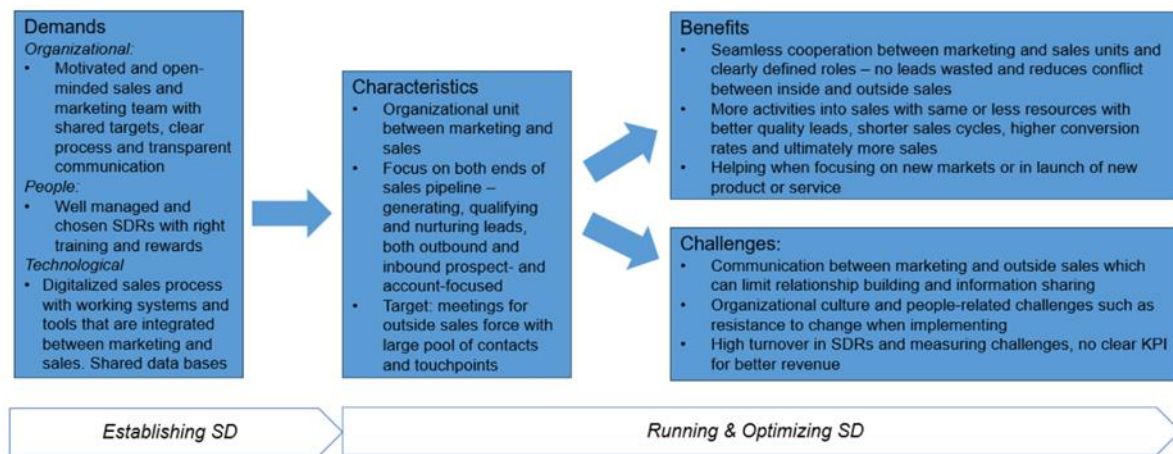 Demands
Organizational:
• Motivated and open-
minded sales and
marketing team with
shared targets, clear
process and transparent
communication
People:
• Well managed and
chosen SDRs with right
training and rewards
Technological
• Digitalized sales process
with working systems and
tools that are integrated
between marketing and
sales. Shared data bases
Characteristics
• Organizational unit
between marketing and
sales
• Focus on both ends of
sales pipeline –
generating, qualifying
and nurturing leads,
both outbound and
inbound prospect- and
account-focused
• Target: meetings for
outside sales force with
large pool of contacts
and touchpoints
Benefits
• Seamless cooperation between marketing and sales units and
clearly defined roles – no leads wasted and reduces conflict
between inside and outside sales
• More activities into sales with same or less resources with
better quality leads, shorter sales cycles, higher conversion
rates and ultimately more sales
• Helping when focusing on new markets or in launch of new
product or service
Challenges:
• Communication between marketing and outside sales which
can limit relationship building and information sharing
• Organizational culture and people-related challenges such as
resistance to change when implementing
• High turnover in SDRs and measuring challenges, no clear KPI
for better revenue
Establishing SD
Running & Optimizing SD